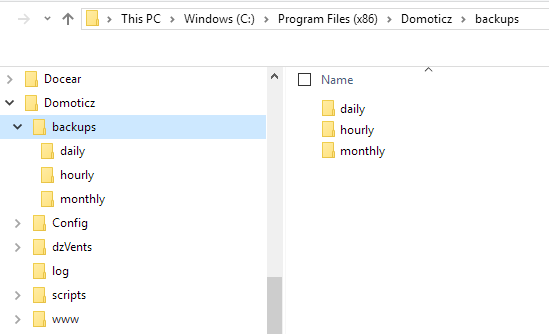 This PC > Windows (C:) > Program Files (x86) > Domoticz > backups
Docear
Domoticz
backups
daily
hourly
monthly
Config
dzVents
log
scripts
www
Name
daily
hourly
monthly